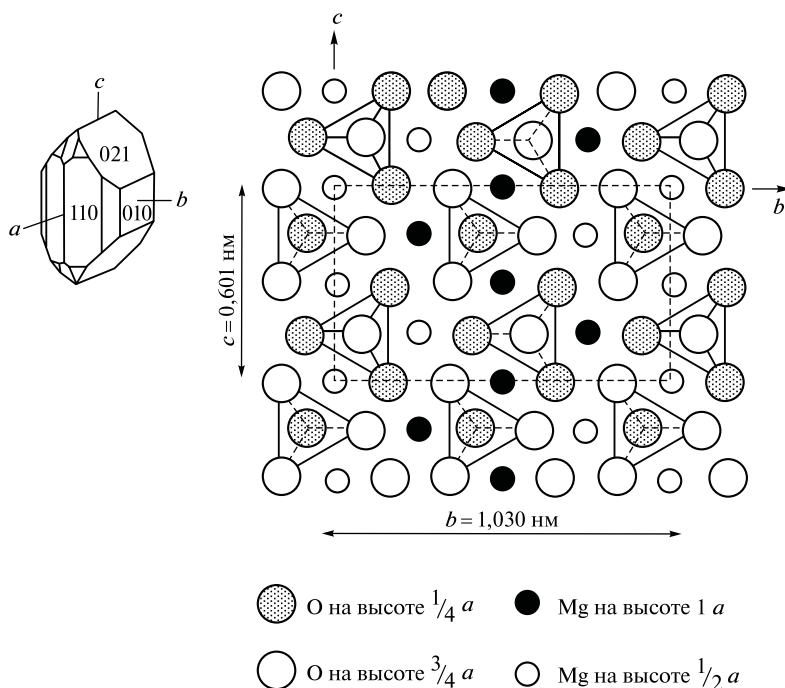 c
c
021
110
010
b
a
b
c = 0,601 нм
b = 1,030 нм
О на высоте 1/4 a
Mg на высоте 1 a
О на высоте 3/4 a
Mg на высоте 1/2 a